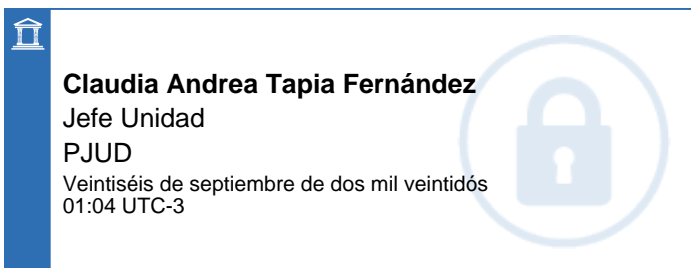 Claudia Andrea Tapia Fernández
Jefe Unidad
PJUD
Veintiséis de septiembre de dos mil veintidós
01:04 UTC-3